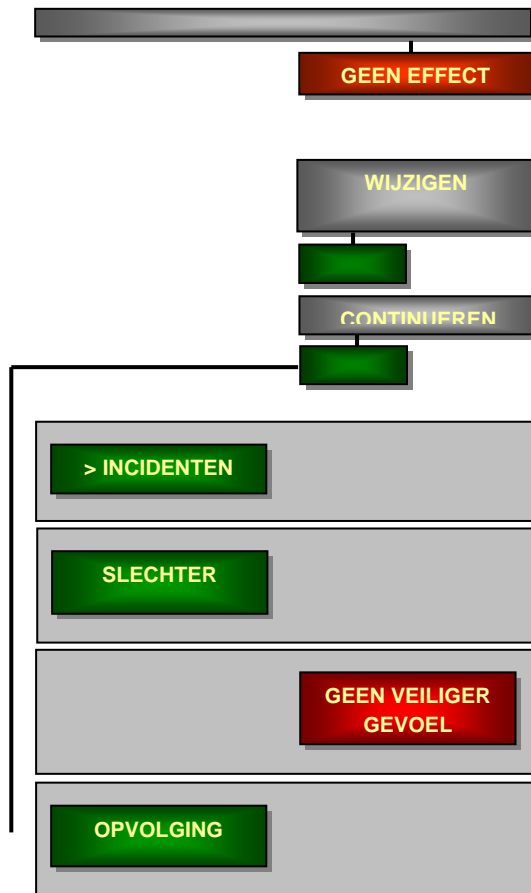 GEEN EFFECT
WIJZIGEN
CONTINUEREN
> INCIDENTEN
SLECHTER
GEEN VEILIGER
GEVOEL
OPVOLGING